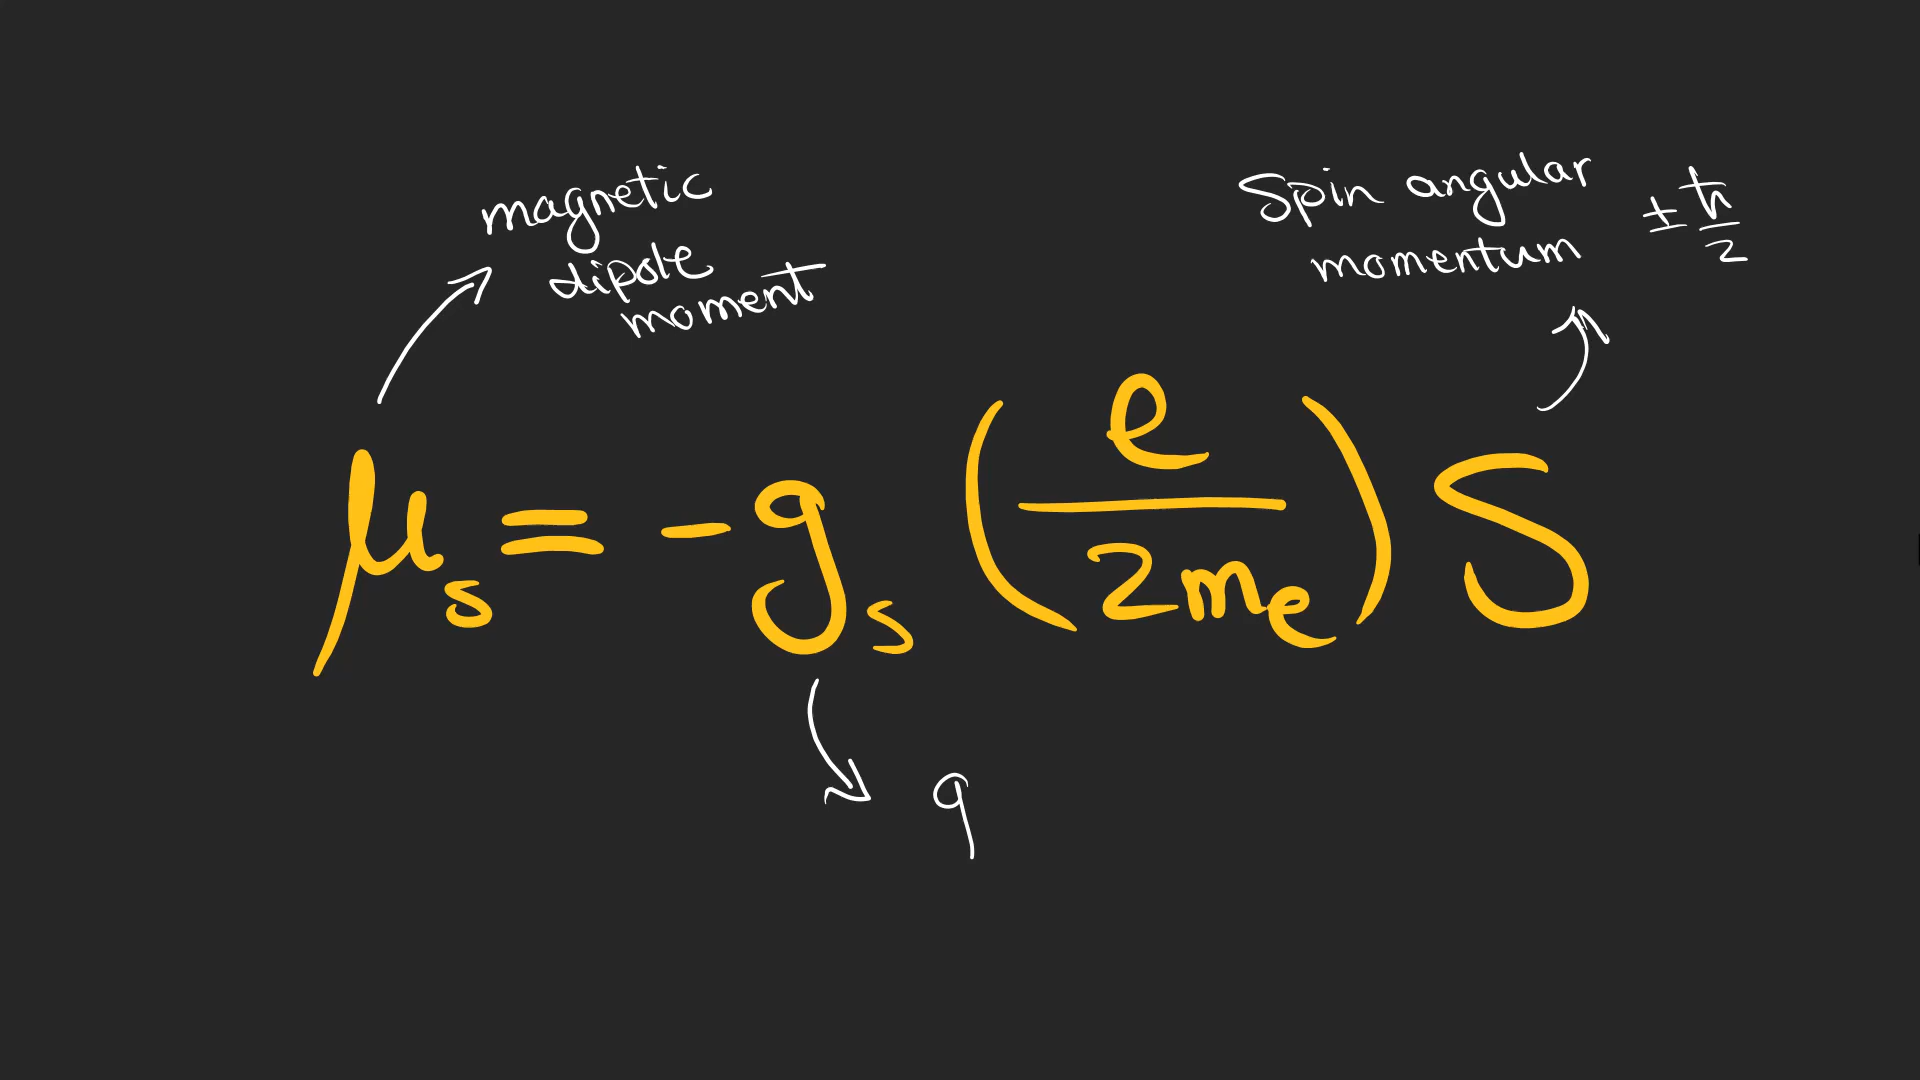 magnetic
dipole
moment
Spin angular
momentum ± ħ/2
μₛ = -gₛ (e/2mₑ) S
g